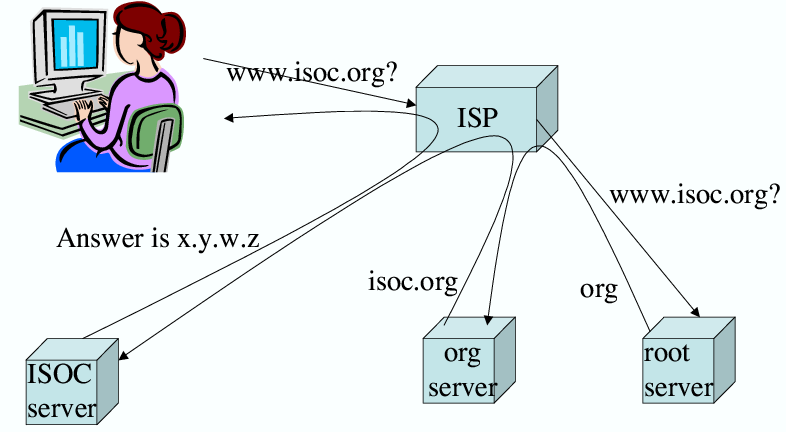 www.isoc.org?
ISP
www.isoc.org?
Answer is x.y.w.z
isoc.org
org
ISOC
server
org
server
root
server